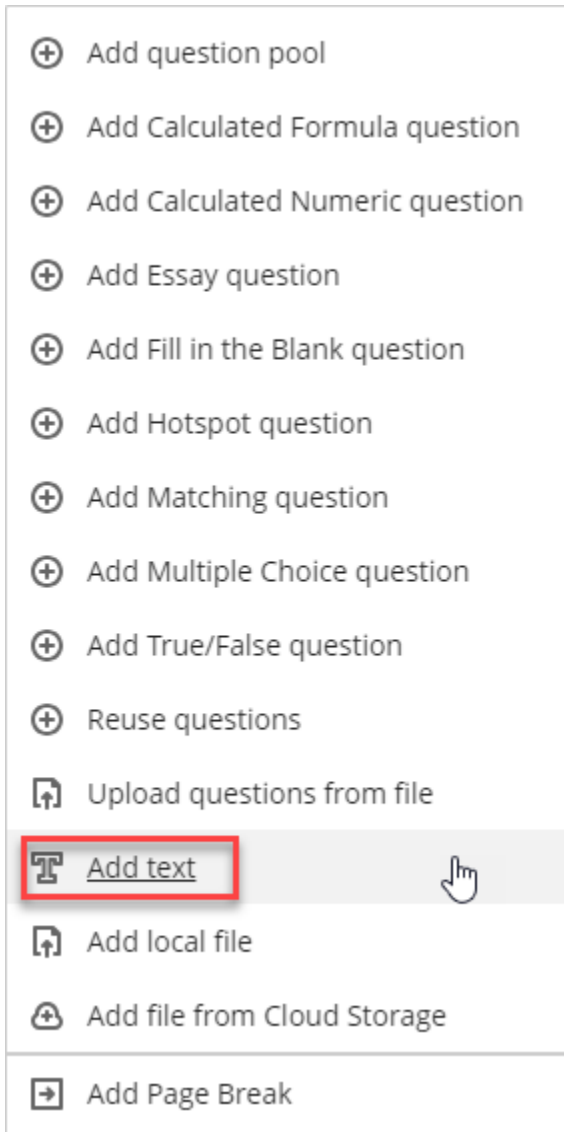 Add question pool
Add Calculated Formula question
Add Calculated Numeric question
Add Essay question
Add Fill in the Blank question
Add Hotspot question
Add Matching question
Add Multiple Choice question
Add True/False question
Reuse questions
Upload questions from file
Add text
Add local file
Add file from Cloud Storage
Add Page Break